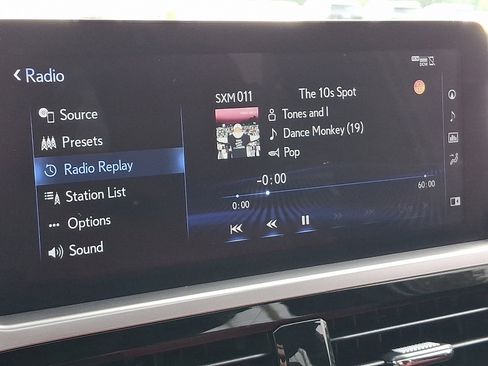 Radio
Source
Presets
Radio Replay
Station List
Options
Sound
SXM 011
The 10s Spot
Tones and I
Dance Monkey (19)
Pop
-0:00
0:00
60:00
DCM